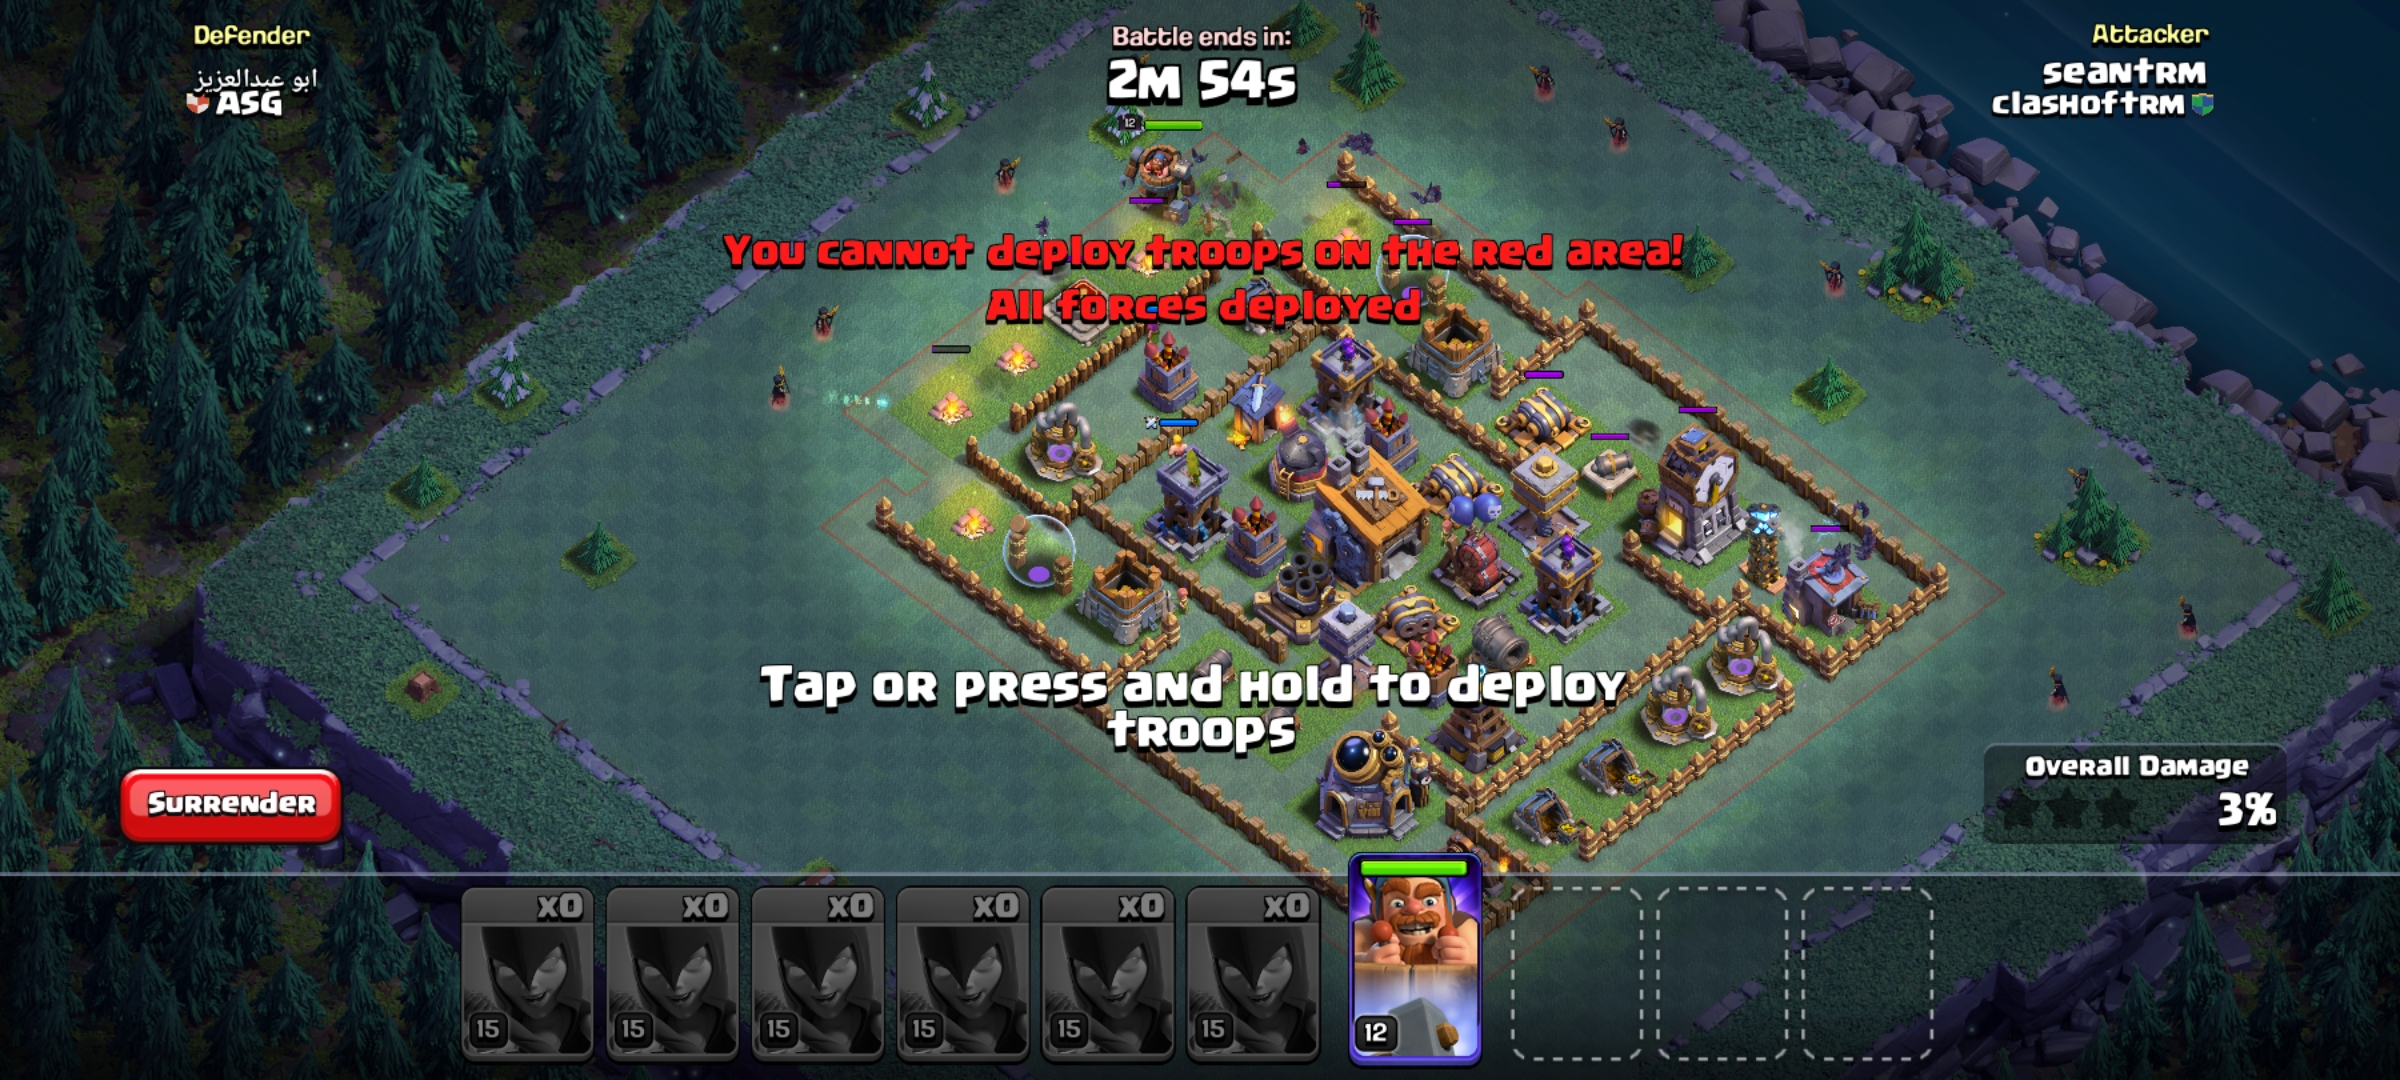 Defender
ابو عبدالعزيز
ASG
Battle ends in:
2M 54S
Attacker
seantrm
clashoftrm
12
You cannot deploy troops on the red area!
All forces deployed
Tap or press and hold to deploy
troops
Surrender
Overall Damage
3%
x0
x0
x0
x0
x0
x0
15
15
15
15
15
15
12